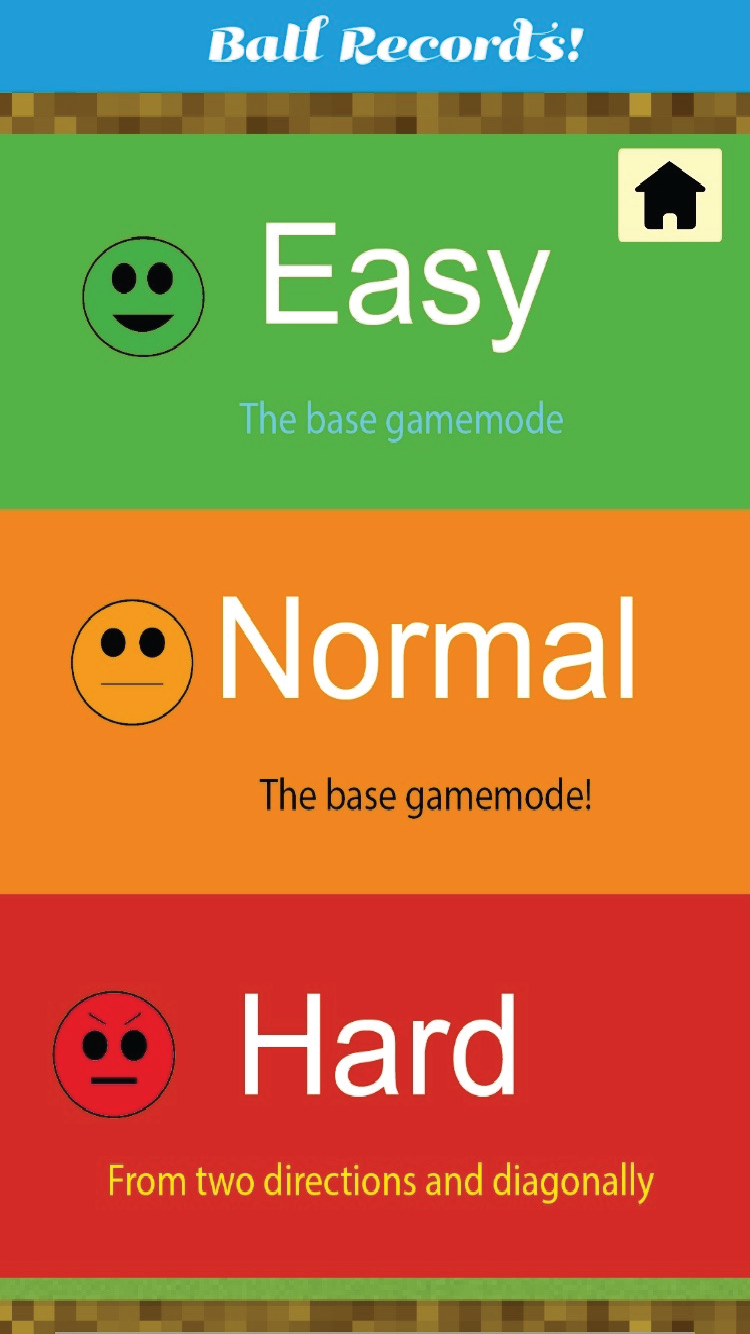 Ball Records!
Easy
The base gamemode
Normal
The base gamemode!
Hard
From two directions and diagonally